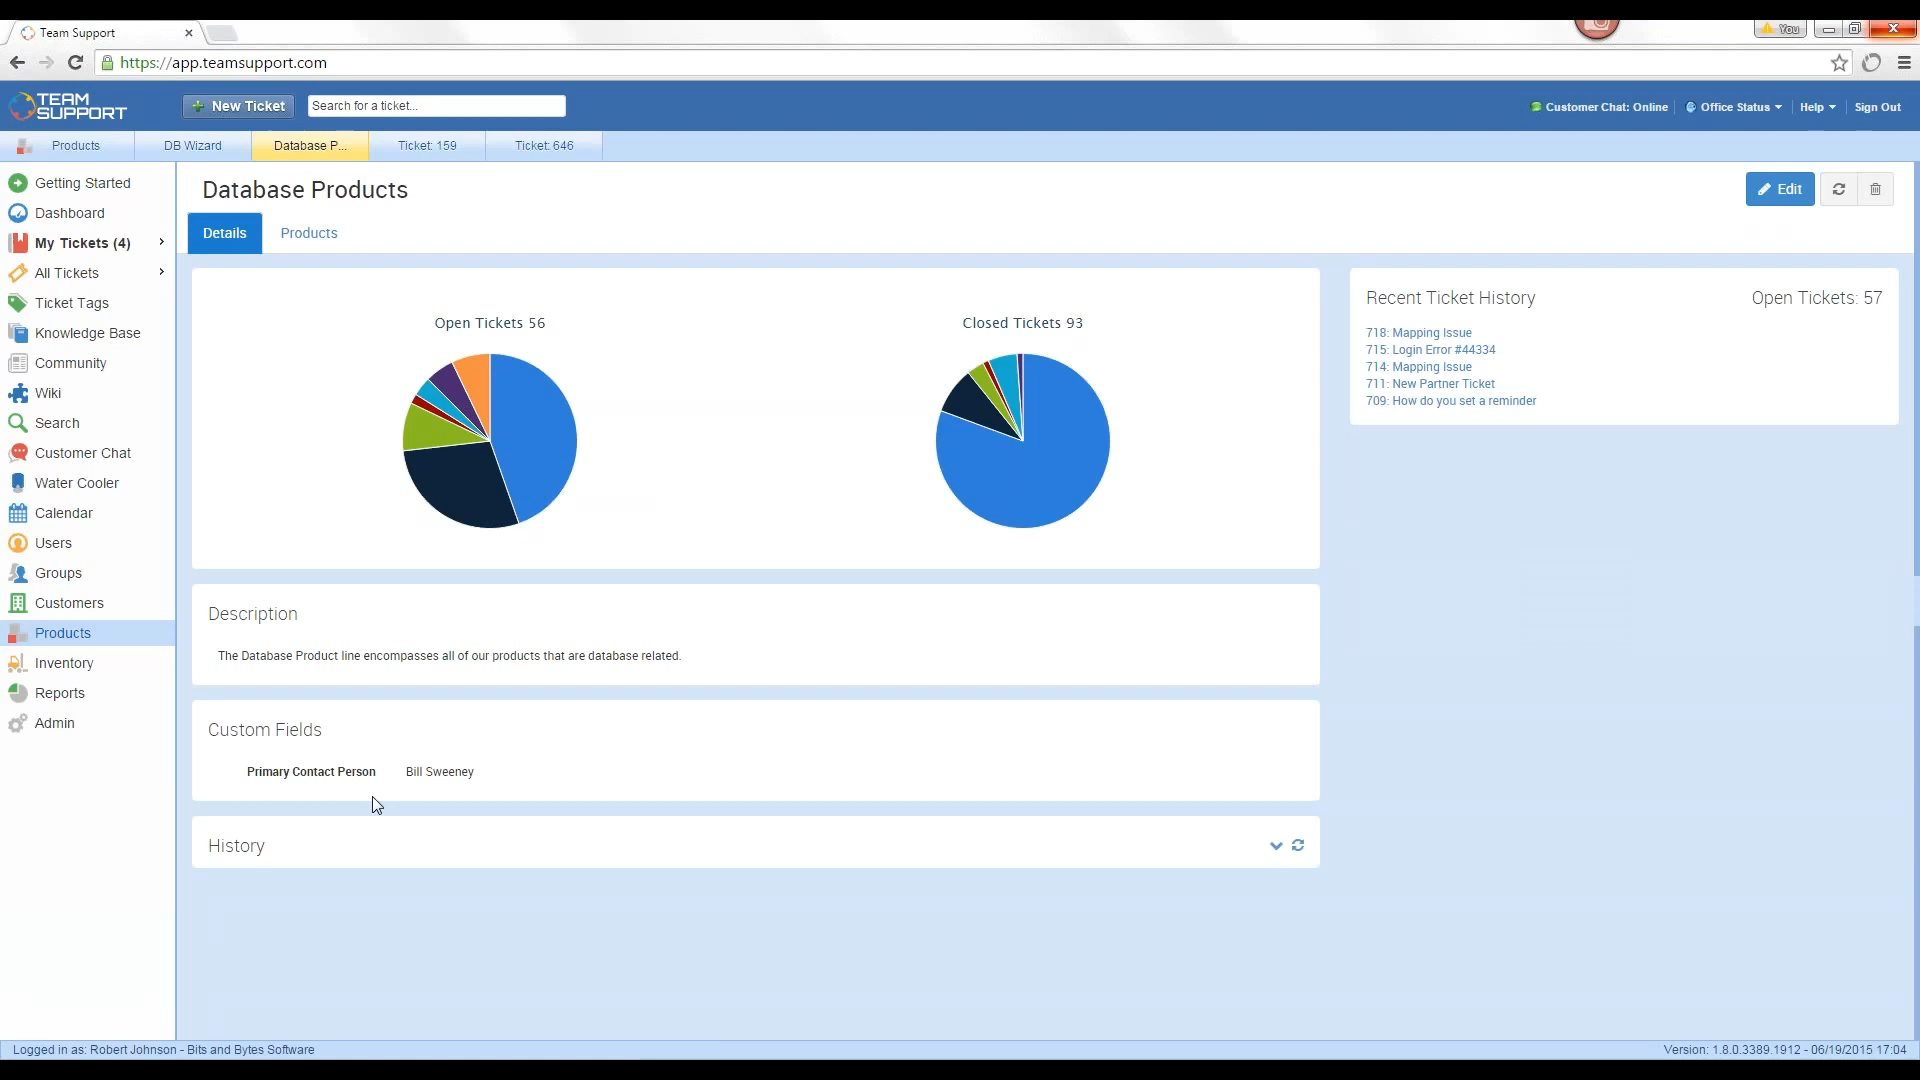 Team Support
You
https://app.teamsupport.com
TEAM SUPPORT
New Ticket
Search for a ticket...
Customer Chat: Online
Office Status
Help
Sign Out
Products
DB Wizard
Database P...
Ticket: 159
Ticket: 646
Getting Started
Dashboard
My Tickets (4)
All Tickets
Ticket Tags
Knowledge Base
Community
Wiki
Search
Customer Chat
Water Cooler
Calendar
Users
Groups
Customers
Products
Inventory
Reports
Admin
Database Products
Edit
Details
Products
Open Tickets 56
Closed Tickets 93
Recent Ticket History
Open Tickets: 57
718: Mapping Issue
715: Login Error #44334
714: Mapping Issue
711: New Partner Ticket
709: How do you set a reminder
Description
The Database Product line encompasses all of our products that are database related.
Custom Fields
Primary Contact Person Bill Sweeney
History
Logged in as: Robert Johnson - Bits and Bytes Software
Version: 1.8.0.3389.1912 - 06/19/2015 17:04